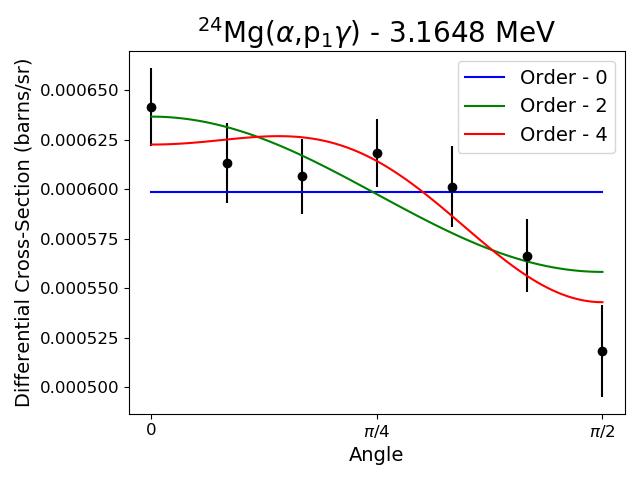 ²⁴Mg(α,p₁γ) - 3.1648 MeV
Order - 0
Order - 2
Order - 4
Differential Cross-Section (barns/sr)
0.000650
0.000625
0.000600
0.000575
0.000550
0.000525
0.000500
0
π/4
π/2
Angle